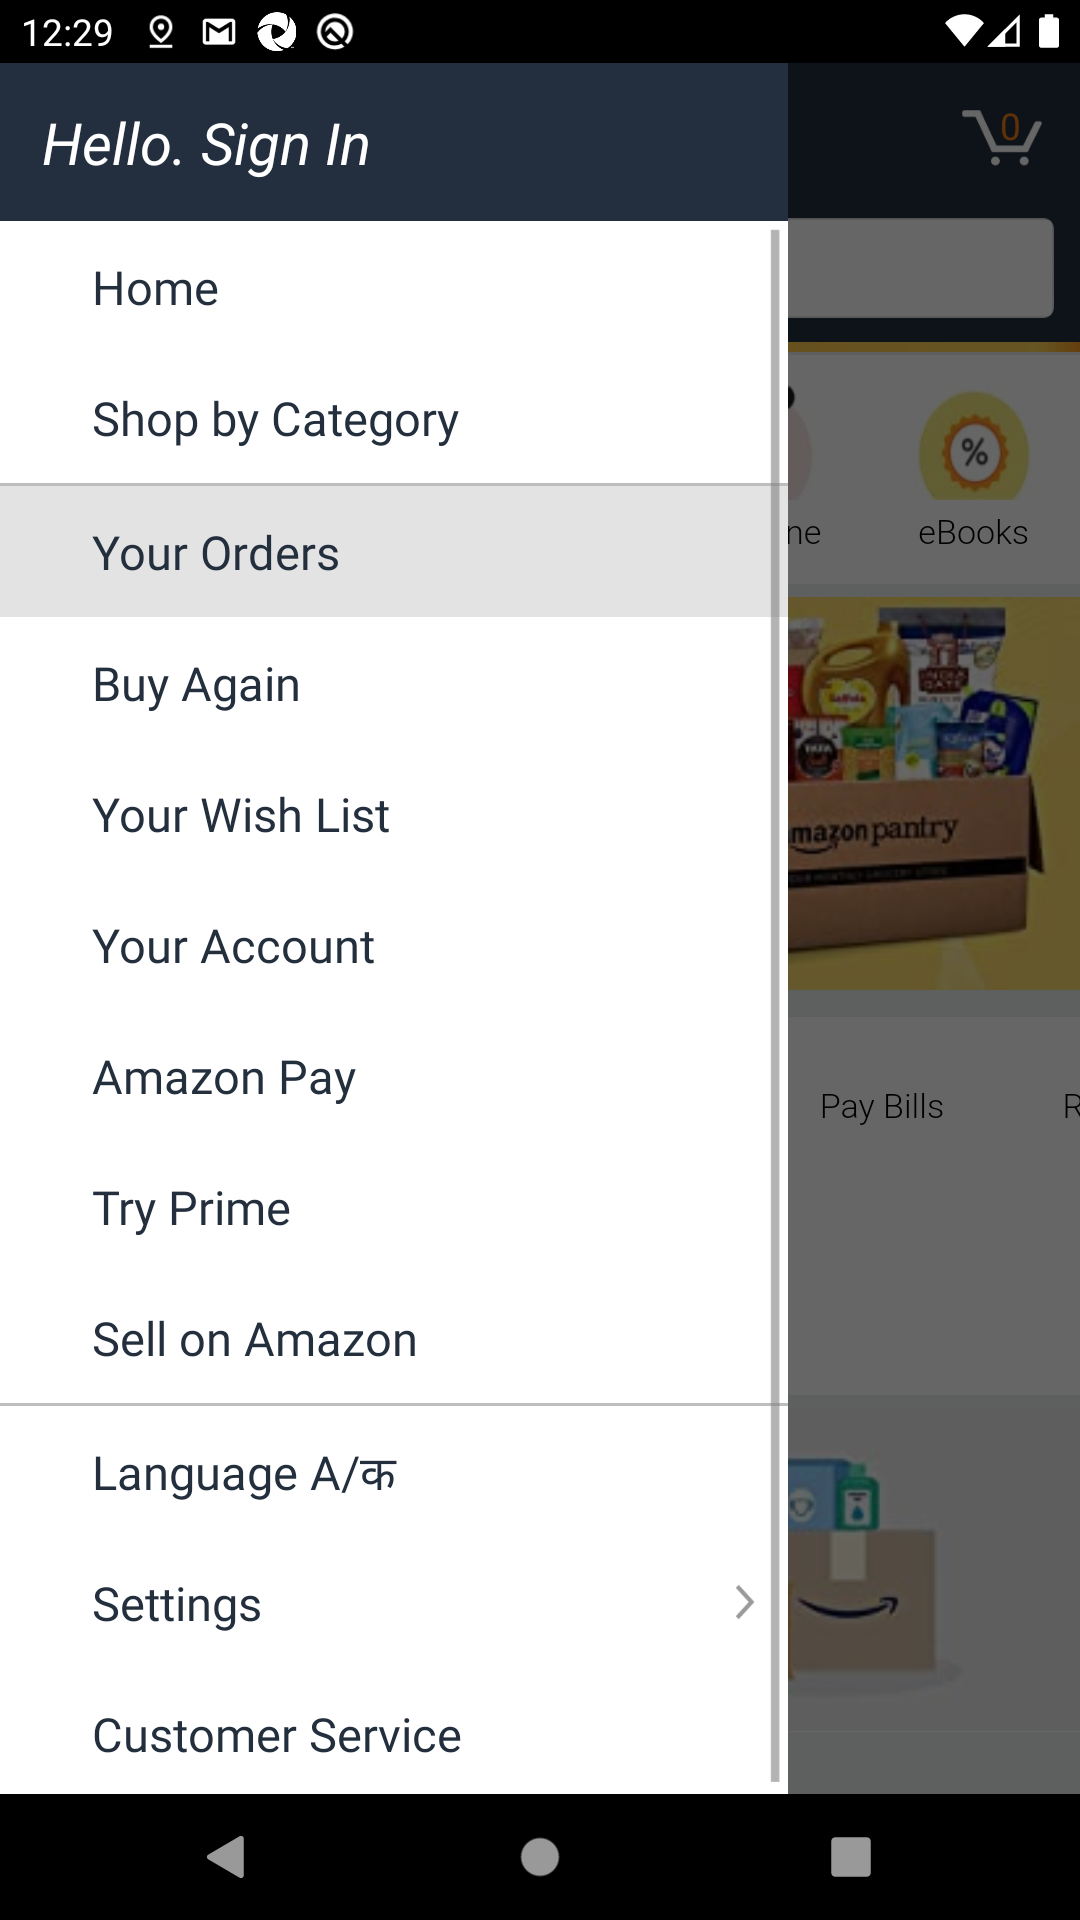 12:29
Hello. Sign In
0
Home
Shop by Category
Your Orders
ne
eBooks
Buy Again
Your Wish List
Your Account
Amazon Pay
Try Prime
Sell on Amazon
mazon pantry
Pay Bills
R
Language A/क
Settings
Customer Service